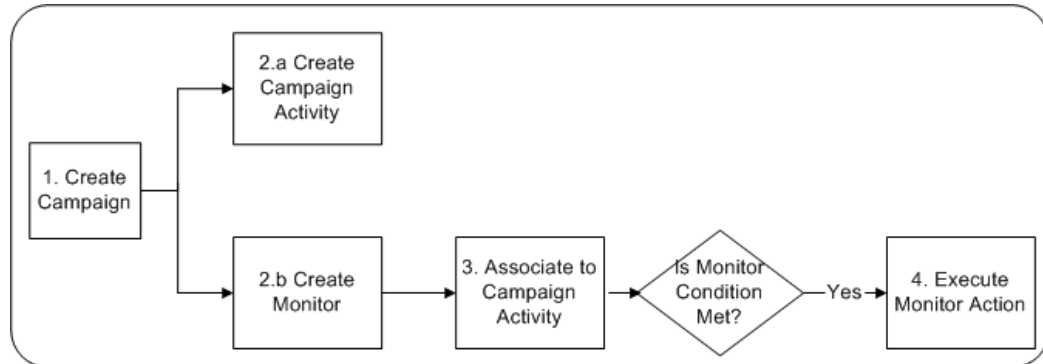 1. Create
Campaign
2.a Create
Campaign
Activity
2.b Create
Monitor
3. Associate to
Campaign
Activity
Is Monitor
Condition
Met?
Yes
4. Execute
Monitor Action